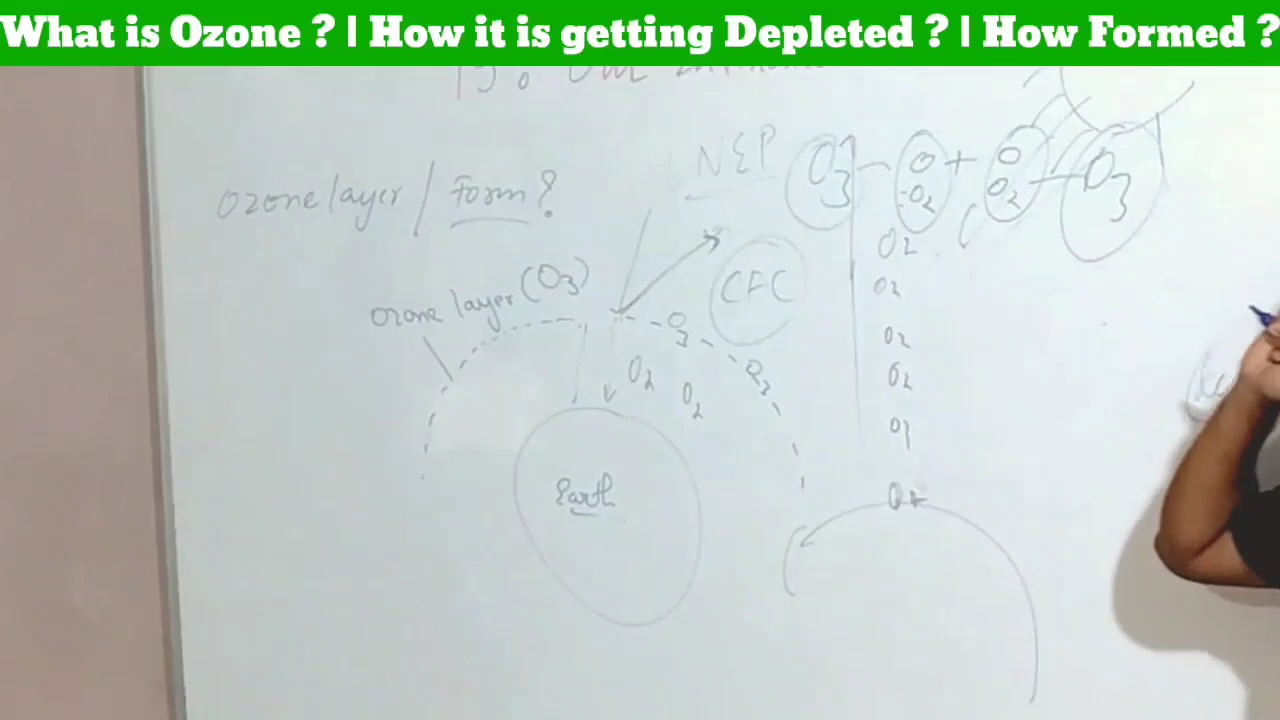 What is Ozone ? | How it is getting Depleted ? | How Formed ?
NEP
O3 - O + O
O2 O2 - O3
Ozone layer / Form?
O2
Ozone layer (O3)
CFC
O2
O3
O2
O3
O2 O2
O2
Earth